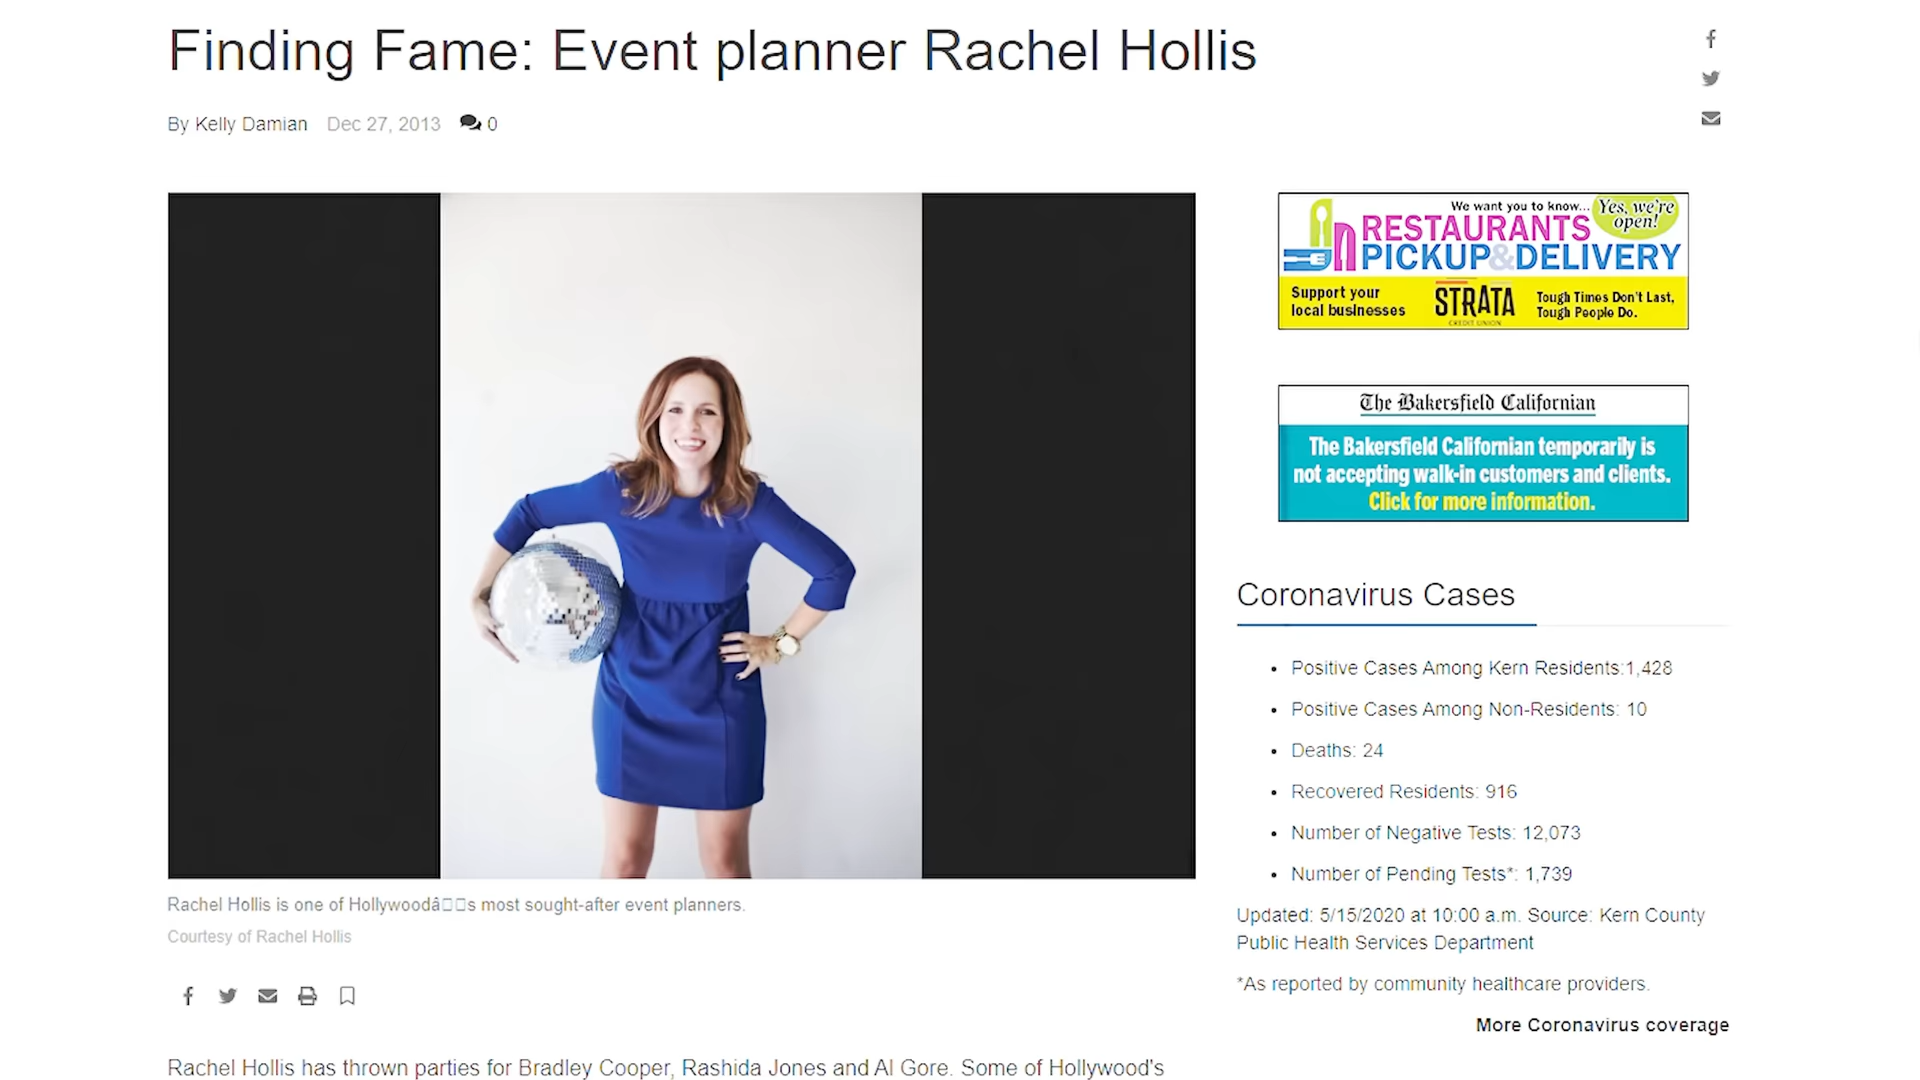 Finding Fame: Event planner Rachel Hollis
By Kelly Damian Dec 27, 2013 0
We want you to know...
Yes, we're
open!
RESTAURANTS
PICKUP&DELIVERY
Support your
local businesses
STRATA
CREDIT UNION
Tough Times Don't Last,
Tough People Do.
The Bakersfield Californian
The Bakersfield Californian temporarily is
not accepting walk-in customers and clients.
Click for more information.
Coronavirus Cases
• Positive Cases Among Kern Residents:1,428
• Positive Cases Among Non-Residents: 10
• Deaths: 24
• Recovered Residents: 916
• Number of Negative Tests: 12,073
• Number of Pending Tests*: 1,739
Updated: 5/15/2020 at 10:00 a.m. Source: Kern County
Public Health Services Department
*As reported by community healthcare providers.
More Coronavirus coverage
Rachel Hollis is one of Hollywoodâ□□s most sought-after event planners.
Courtesy of Rachel Hollis
Rachel Hollis has thrown parties for Bradley Cooper, Rashida Jones and Al Gore. Some of Hollywood's